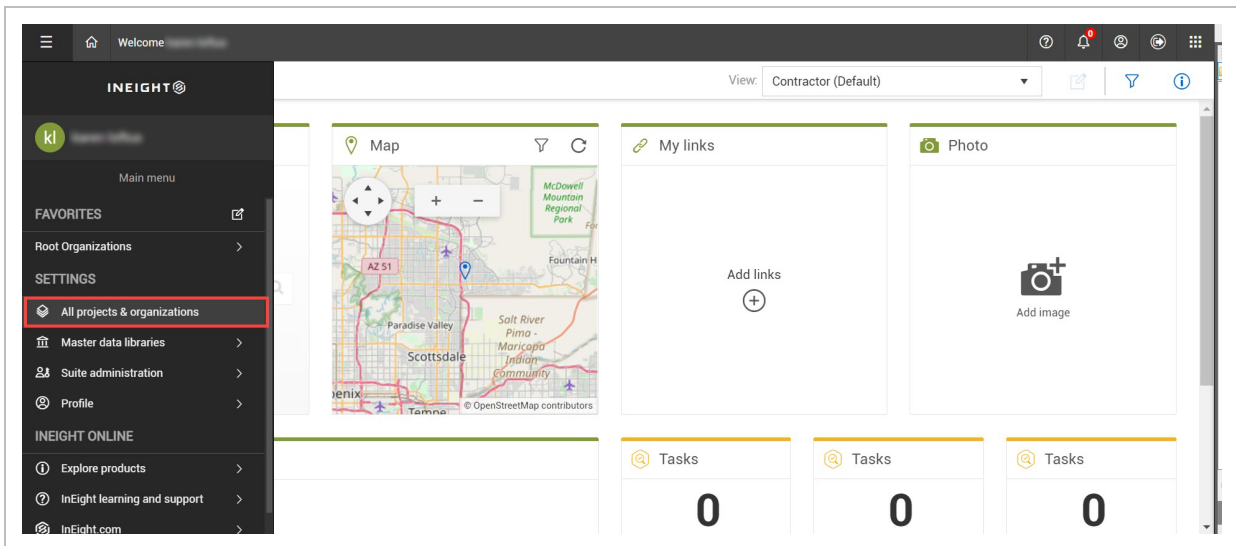 Welcome
0
INEIGHT
View: Contractor (Default)
kl
Main menu
FAVORITES
Root Organizations
SETTINGS
All projects & organizations
Master data libraries
Suite administration
Profile
INEIGHT ONLINE
Explore products
InEight learning and support
InEight.com
Map
McDowell
Mountain
Regional
Park
AZ 51
Fountain H
Paradise Valley
Salt River
Pima -
Maricopa
Indian
Community
Scottsdale
Tempe
© OpenStreetMap contributors
My links
Add links
Photo
Add image
Tasks
0
Tasks
0
Tasks
0